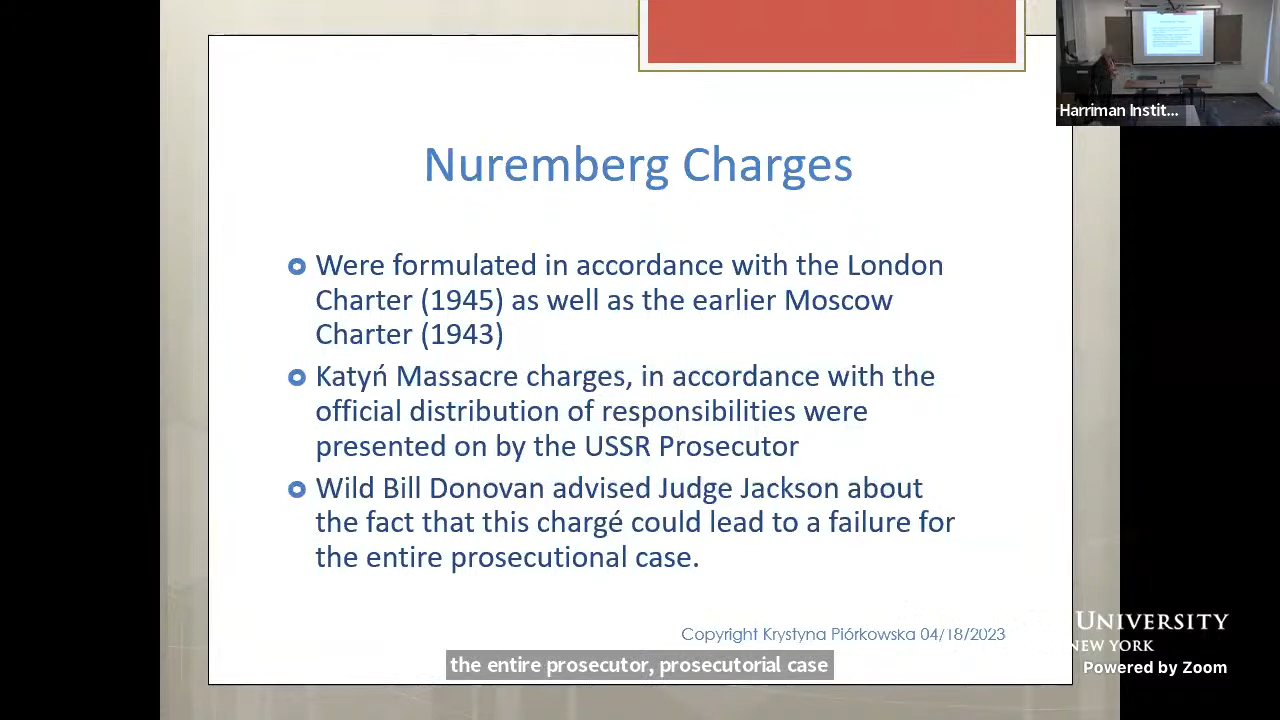 Harriman Instit...
Nuremberg Charges
Were formulated in accordance with the London
Charter (1945) as well as the earlier Moscow
Charter (1943)
Katyń Massacre charges, in accordance with the
official distribution of responsibilities were
presented on by the USSR Prosecutor
Wild Bill Donovan advised Judge Jackson about
the fact that this chargé could lead to a failure for
the entire prosecutional case.
Copyright Krystyna Piórkowska 04/18/2023
the entire prosecutor, prosecutorial case
UNIVERSITY
NEW YORK
Powered by Zoom